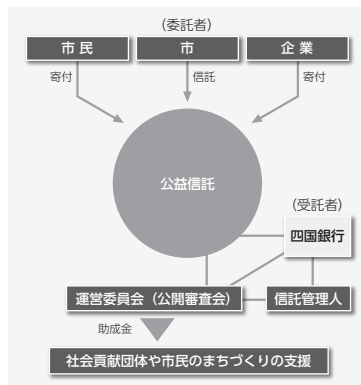 (委託者)
市民 市 企業
寄付 信託 寄付
公益信託
(受託者)
四国銀行
運営委員会(公開審査会) 信託管理人
助成金
社会貢献団体や市民のまちづくりの支援